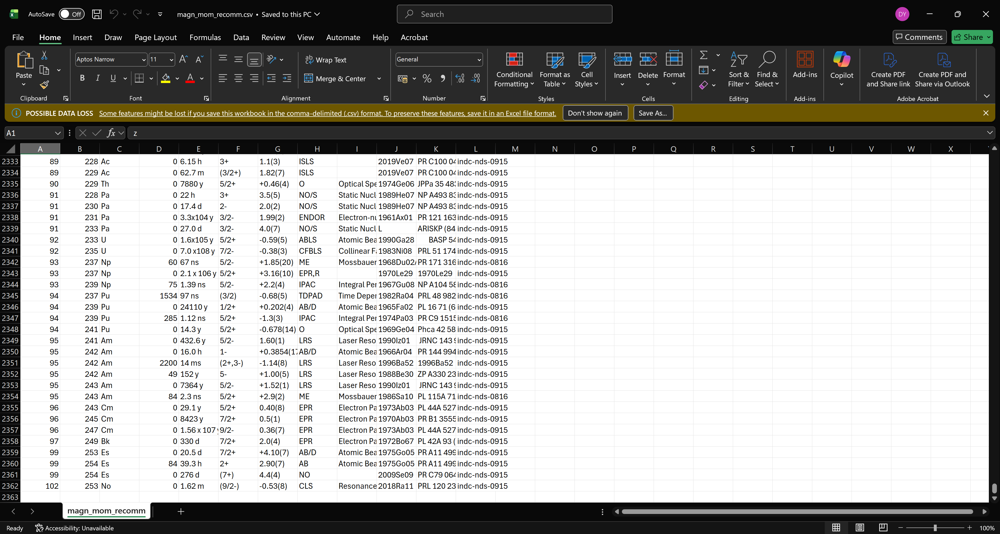 AutoSave Off magn_mom_recomm.csv • Saved to this PC Search DY
File Home Insert Draw Page Layout Formulas Data Review View Automate Help Acrobat Comments Share
Paste Aptos Narrow 11 Wrap Text General Conditional Formatting Format as Table Cell Styles Insert Delete Format Sort & Filter Find & Select Add-ins Copilot Create PDF and Share link Create PDF and Share via Outlook
B I U Merge & Center
Clipboard Font Alignment Number Styles Cells Editing Add-ins Adobe Acrobat
POSSIBLE DATA LOSS Some features might be lost if you save this workbook in the comma-delimited (.csv) format. To preserve these features, save it in an Excel file format. Don't show again Save As...
A1 fx z
A B C D E F G H I J K L M N O P Q R S T U V W X
2333 89 228 Ac 0 6.15 h 3+ 1.1(3) ISLS 2019Ve07 PR C100 04 indc-nds-0915
2334 89 229 Ac 0 62.7 m (3/2+) 1.82(7) ISLS 2019Ve07 PR C100 04 indc-nds-0915
2335 90 229 Th 0 7880 y 5/2+ +0.46(4) O Optical Spe 1974Ge06 JPPa 35 483 indc-nds-0915
2336 91 228 Pa 0 22 h 3+ 3.5(5) NO/S Static Nucl 1989He07 NP A493 83 indc-nds-0915
2337 91 230 Pa 0 17.4 d 2- 2.0(2) NO/S Static Nucl 1989He07 NP A493 83 indc-nds-0915
2338 91 231 Pa 0 3.3x104 y 3/2- 1.99(2) ENDOR Electron-nu 1961Ax01 PR 121 163 indc-nds-0915
2339 91 233 Pa 0 27.0 d 3/2- 4.0(7) NO/S Static Nucl L ARISKP (84 indc-nds-0915
2340 92 233 U 0 1.6x105 y 5/2+ -0.59(5) ABLS Atomic Bea 1990Ga28 BASP 54 indc-nds-0915
2341 92 235 U 0 7.0 x108 y 7/2- -0.38(3) CFBLS Collinear Fa 1983Ni08 PRL 51 174 indc-nds-0915
2342 93 237 Np 60 67 ns 5/2- +1.85(20) ME Mossbauer 1968Du02/ PR 171 316 indc-nds-0816
2343 93 237 Np 0 2.1 x 106 y 5/2+ +3.16(10) EPR,R 1970Le29 1970Le29 indc-nds-0915
2344 93 239 Np 75 1.39 ns 5/2- +2.2(4) IPAC Integral Per 1967Gu08 NP A104 58 indc-nds-0816
2345 94 237 Pu 1534 97 ns (3/2) -0.68(5) TDPAD Time Deper 1982Ra04 PRL 48 982 indc-nds-0816
2346 94 239 Pu 0 24110 y 1/2+ +0.202(4) AB/D Atomic Bea 1965Fa02 PL 16 71 (6 indc-nds-0915
2347 94 239 Pu 285 1.12 ns 5/2+ -1.3(3) IPAC Integral Per 1974Pa03 PR C9 1515 indc-nds-0816
2348 94 241 Pu 0 14.3 y 5/2+ -0.678(14) O Optical Spe 1969Ge04 Phca 42 58 indc-nds-0915
2349 95 241 Am 0 432.6 y 5/2- 1.60(1) LRS Laser Reso 1990Iz01 JRNC 143 9 indc-nds-0915
2350 95 242 Am 0 16.0 h 1- +0.3854(17 AB/D Atomic Bea 1966Ar04 PR 144 994 indc-nds-0915
2351 95 242 Am 2200 14 ms (2+,3-) -1.14(8) LRS Laser Reso 1996Ba52 1996Ba52 indc-nds-0915
2352 95 242 Am 49 152 y 5- +1.00(5) LRS Laser Reso 1988Be30 ZP A330 23 indc-nds-0915
2353 95 243 Am 0 7364 y 5/2- +1.52(1) LRS Laser Reso 1990Iz01 JRNC 143 9 indc-nds-0915
2354 95 243 Am 84 2.3 ns 5/2+ +2.9(2) ME Mossbauer 1986Sa10 PL 115A 71 indc-nds-0816
2355 96 243 Cm 0 29.1 y 5/2+ 0.40(8) EPR Electron Pa 1973Ab03 PL 44A 527 indc-nds-0915
2356 96 245 Cm 0 8423 y 7/2+ 0.5(1) EPR Electron Pa 1970Ab03 PR B1 3555 indc-nds-0915
2357 96 247 Cm 0 1.56 x 107 y 9/2- 0.36(7) EPR Electron Pa 1973Ab03 PL 44A 527 indc-nds-0915
2358 97 249 Bk 0 330 d 7/2+ 2.0(4) EPR Electron Pa 1972Bo67 PL 42A 93 ( indc-nds-0915
2359 99 253 Es 0 20.5 d 7/2+ +4.10(7) AB/D Atomic Bea 1975Go05 PR A11 499 indc-nds-0915
2360 99 254 Es 84 39.3 h 2+ 2.90(7) AB Atomic Bea 1975Go05 PR A11 499 indc-nds-0915
2361 99 254 Es 0 276 d (7+) 4.4(4) NO 2009Se09 PR C79 064 indc-nds-0915
2362 102 253 No 0 1.62 m (9/2-) -0.53(8) CLS Resonance 2018Ra11 PRL 120 23 indc-nds-0915
2363
magn_mom_recomm
Ready Accessibility: Unavailable 100%